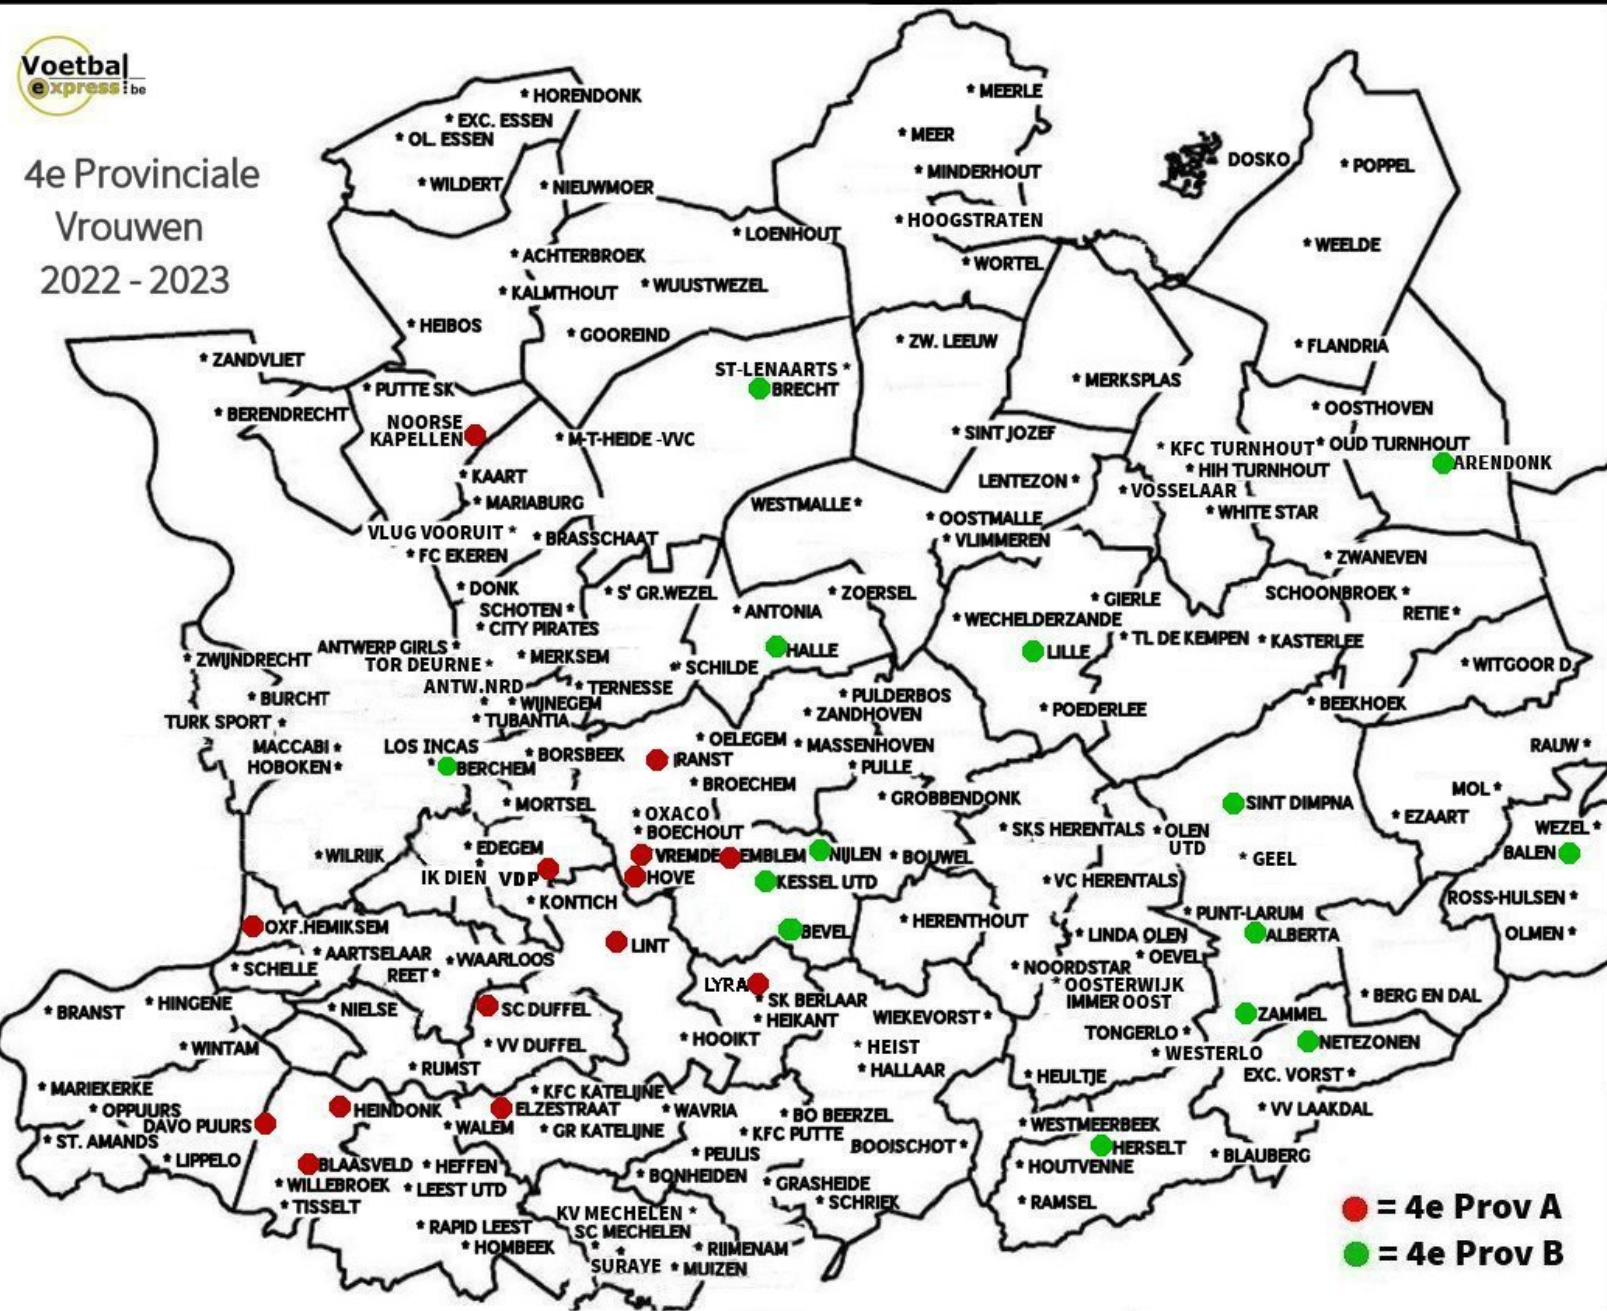 Voetbal
express!be
4e Provinciale
Vrouwen
2022 - 2023
* HORENDONK
* EXC. ESSEN
* OL. ESSEN
* WILDERT
* NIEUWMOER
* MEERLE
* MEER
* MINDERHOUT
* HOOGSTRATEN
* WORTEL
DOSKO
* POPPEL
* WEELDE
* LOENHOUT
* ACHTERBROEK
* KALMTHOUT
* WUUSTWEZEL
* HEIBOS
* GOOREIND
* ZW. LEEUW
* FLANDRIA
* ZANDVLIET
ST-LENAARTS *
BRECHT
* PUTTE SK
* MERKSPLAS
* BERENDRECHT
NOORSE
KAPELLEN
* M-T-HEIDE -VVC
* SINT JOZEF
* OOSTHOVEN
* KFC TURNHOUT
* OUD TURNHOUT
* HIH TURNHOUT
ARENDONK
* KAART
LENTEZON *
* VOSSELAAR
* MARIABURG
WESTMALLE *
* WHITE STAR
VLUG VOORUIT *
* BRASSCHAAT
* OOSTMALLE
* VLIMMEREN
* FC EKEREN
* ZWANEVEN
* DONK
* S' GR.WEZEL
* ZOERSEL
* GIERLE
SCHOONBROEK *
SCHOTEN *
* ANTONIA
* WECHELDERZANDE
RETIE *
* CITY PIRATES
ANTWERP GIRLS *
HALLE
LILLE
* TL DE KEMPEN
* KASTERLEE
* ZWIJNDRECHT
TOR DEURNE *
* MERKSEM
* SCHILDE
* WITGOOR D.
ANTW.NRD
*
* TERNESSE
* BURCHT
* WIJNEGEM
* PULDERBOS
* POEDERLEE
* BEEKHOEK
TURK SPORT *
* TUBANTIA
* ZANDHOVEN
MACCABI *
LOS INCAS
*
* BORSBEEK
* OELEGEM
* MASSENHOVEN
RAUW *
HOBOKEN *
BERCHEM
RANST
* PULLE
* BROECHEM
MOL *
* MORTSEL
* GROBBENDONK
SINT DIMPNA
* OXACO
* EZAART
* BOECHOUT
* SKS HERENTALS
* OLEN
UTD
WEZEL *
* WILRIJK
* EDEGEM
VREMDE
EMBLEM
NIJLEN
* BOUWEL
* GEEL
BALEN
IK DIEN
*
VDP
HOVE
KESSEL UTD
* VC HERENTALS
* KONTICH
ROSS-HULSEN *
OXF.HEMIKSEM
* HERENTHOUT
* PUNT-LARUM
BEVEL
* LINDA OLEN
ALBERTA
OLMEN *
* AARTSELAAR
LINT
* SCHELLE
REET *
* WAARLOOS
* OEVEL
* NOORDSTAR
LYRA
* OOSTERWIJK
IMMER OOST
* BERG EN DAL
* BRANST
* HINGENE
* NIELSE
SC DUFFEL
* SK BERLAAR
* HEIKANT
WIEKEVORST *
ZAMMEL
TONGERLO *
* WINTAM
* VV DUFFEL
* HOOIKT
* HEIST
* WESTERLO
NETEZONEN
* RUMST
* HALLAAR
* HEULTJE
EXC. VORST *
* MARIEKERKE
* KFC KATELIJNE
* OPPUURS
HEINDONK
ELZESTRAAT
* WAVRIA
* BO BEERZEL
* VV LAAKDAL
DAVO PUURS
* WALEM
* GR KATELIJNE
* KFC PUTTE
* WESTMEERBEEK
* ST. AMANDS
BOOISCHOT *
HERSELT
* LIPPELO
BLAASVELD
* HEFFEN
* PEULIS
* HOUTVENNE
* BLAUBERG
* WILLEBROEK
* LEEST UTD
* BONHEIDEN
* GRASHEIDE
* TISSELT
* SCHRIEK
* RAMSEL
KV MECHELEN *
* RAPID LEEST
SC MECHELEN
*
* HOMBEEK
* RIJMENAM
*
SURAYE
* MUIZEN
= 4e Prov A
= 4e Prov B